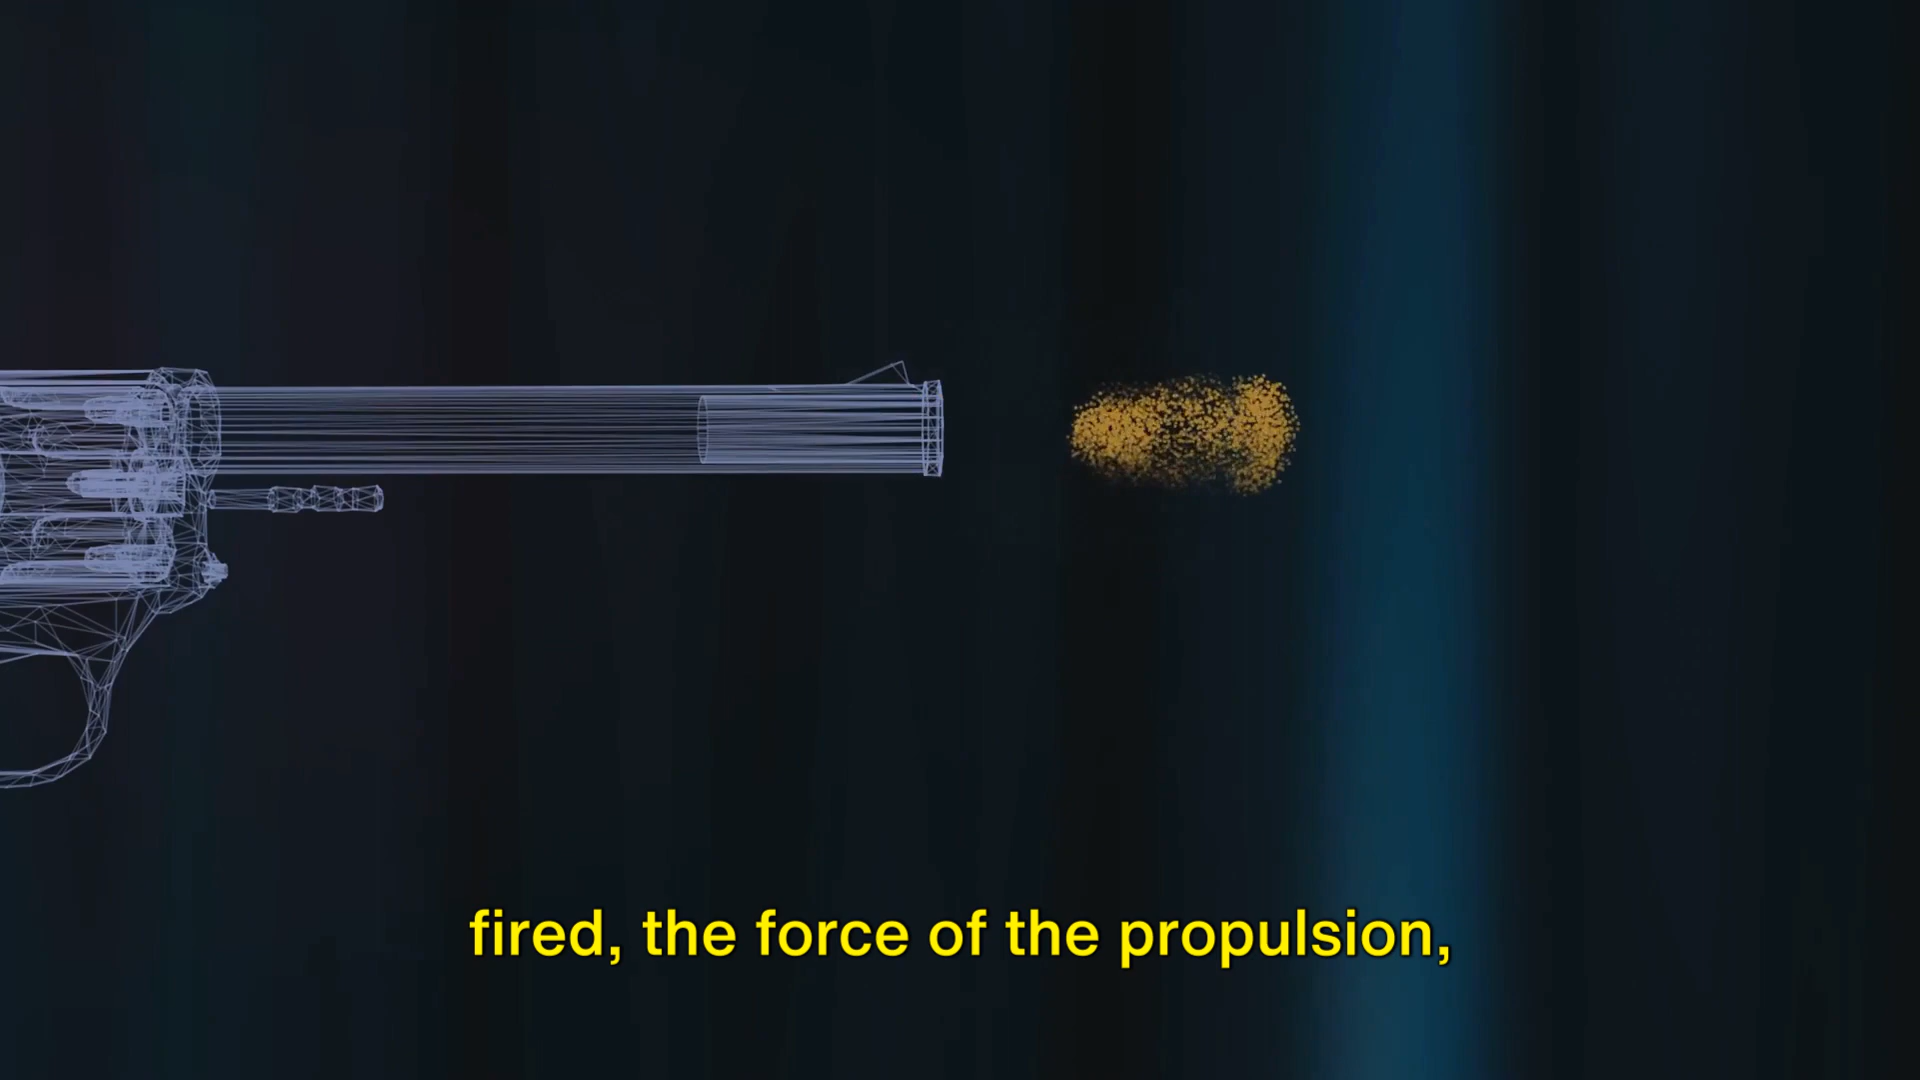 fired, the force of the propulsion,